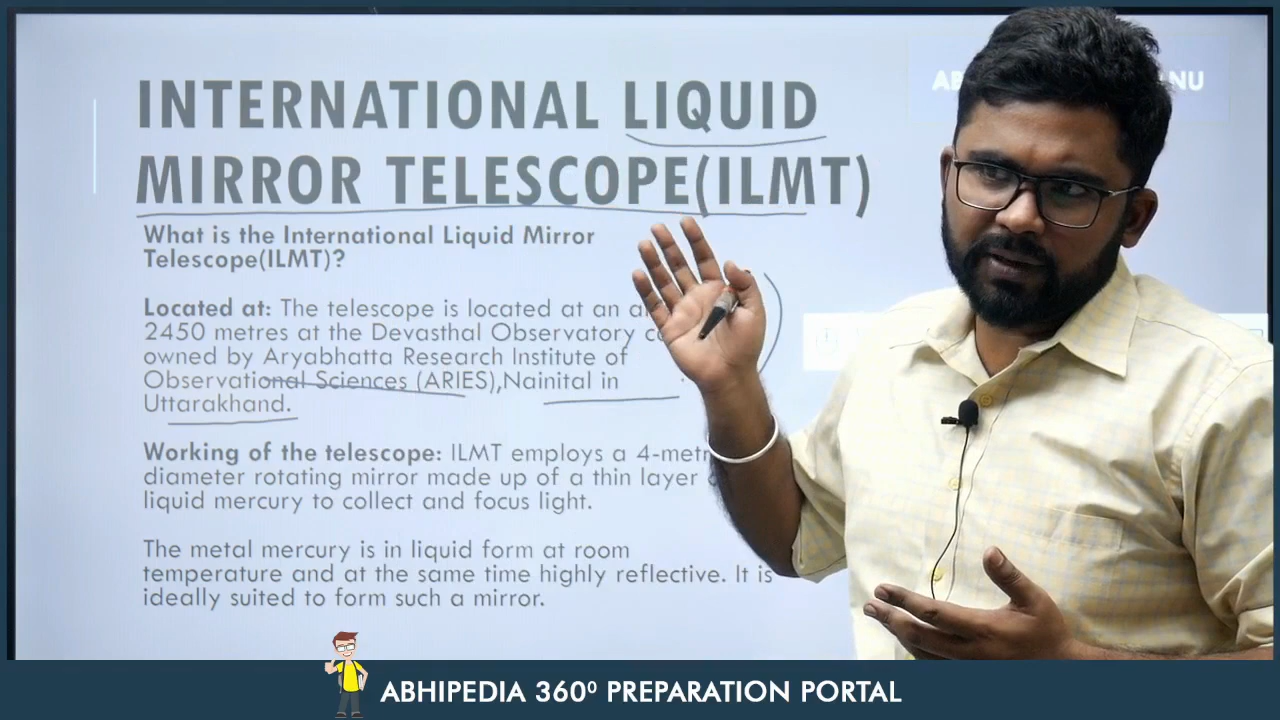 INTERNATIONAL LIQUID
MIRROR TELESCOPE(ILMT)
What is the International Liquid Mirror
Telescope(ILMT)?
Located at: The telescope is located at an
2450 metres at the Devasthal Observatory
owned by Aryabhatta Research Institute of
Observational Sciences (ARIES),Nainital in
Uttarakhand.
Working of the telescope: ILMT employs a 4-metr
diameter rotating mirror made up of a thin layer
liquid mercury to collect and focus light.
The metal mercury is in liquid form at room
temperature and at the same time highly reflective. It is
ideally suited to form such a mirror.
ABHIPEDIA 360⁰ PREPARATION PORTAL